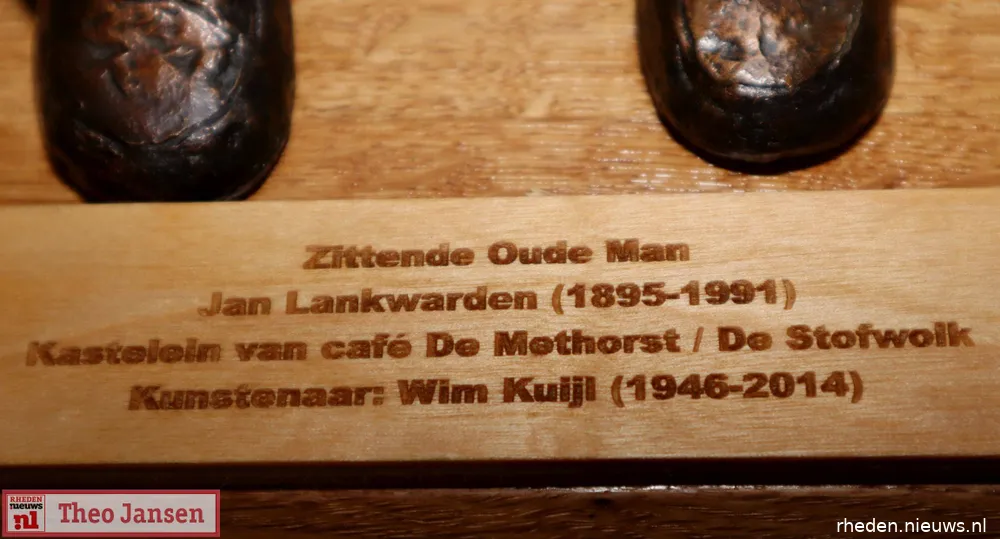 Zittende Oude Man
Jan Lankwarden (1895-1991)
Kastelein van café De Methorst / De Stofwolk
Kunstenaar: Wim Kuijl (1946-2014)
RHEDEN
nieuws
.nl
Theo Jansen
rheden.nieuws.nl